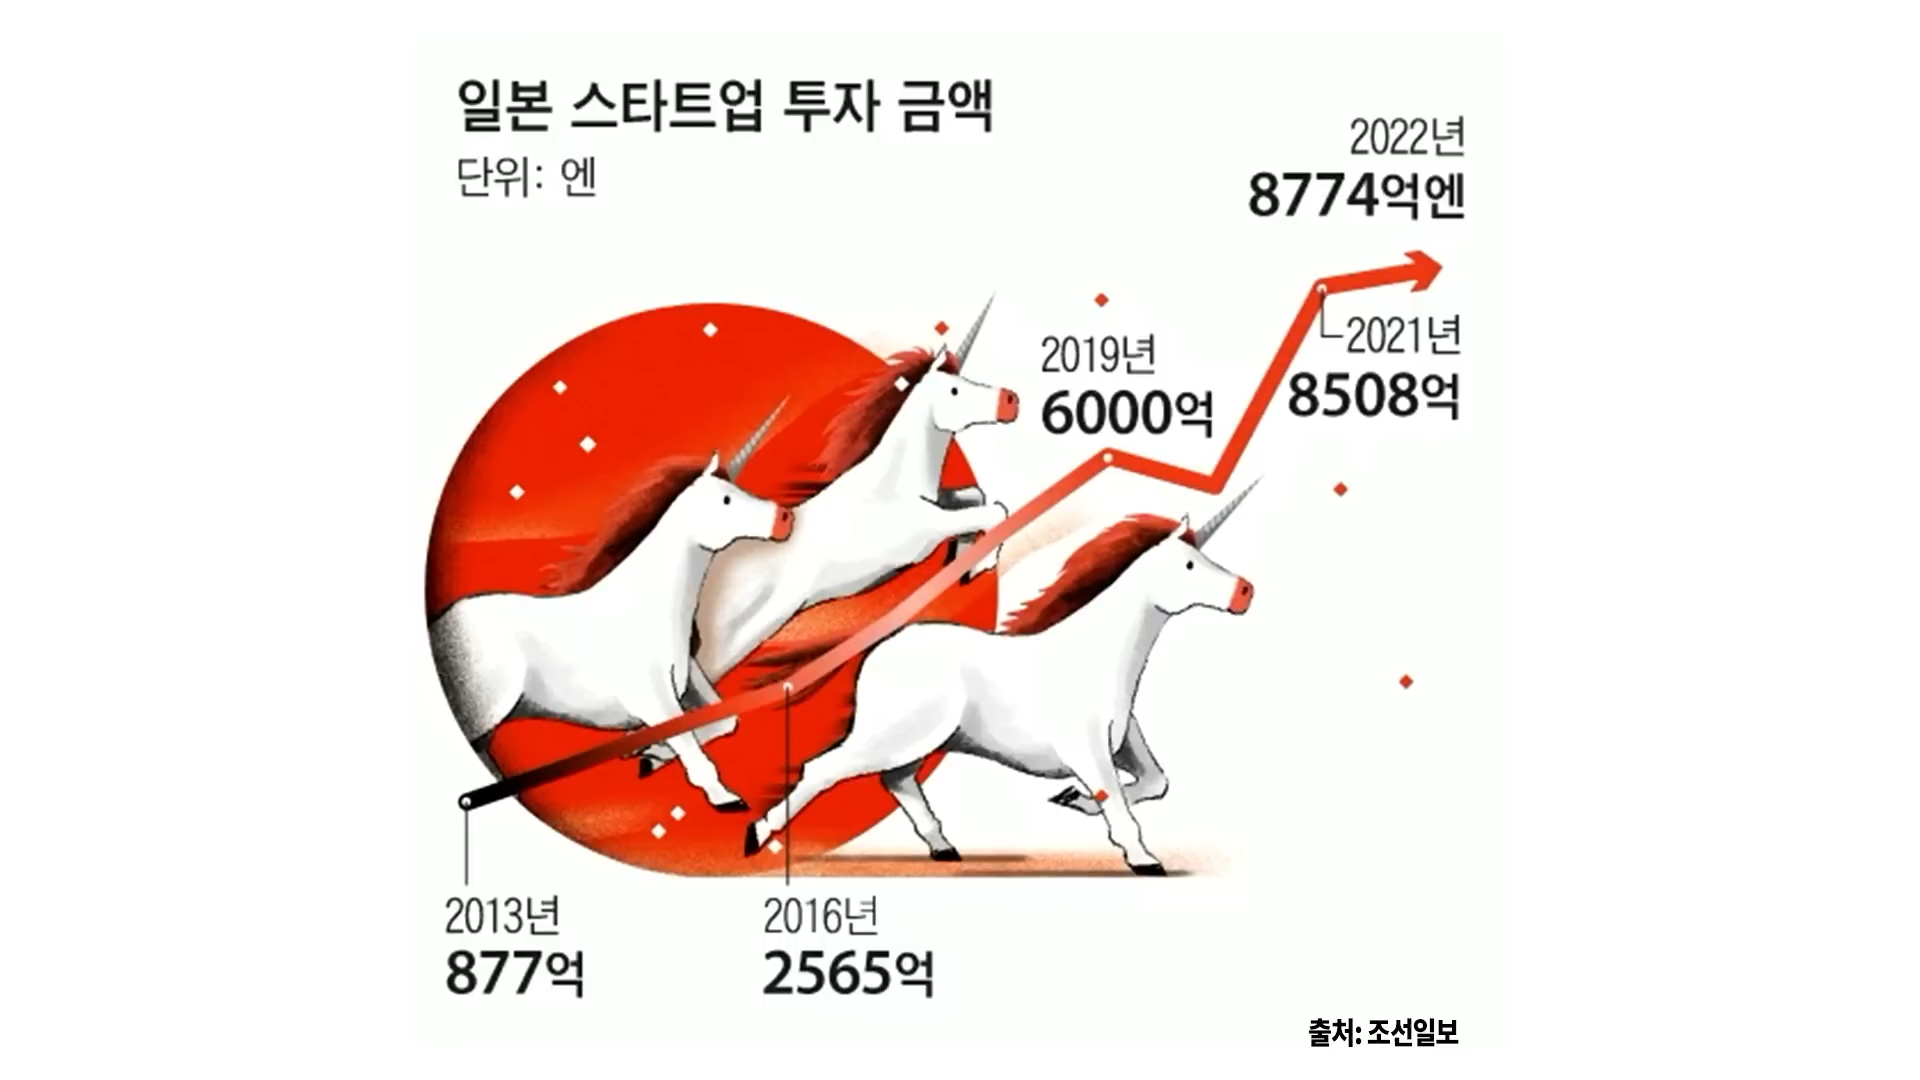 일본 스타트업 투자 금액
단위: 엔
2022년
8774억엔
2021년
8508억
2019년
6000억
2013년
877억
2016년
2565억
출처: 조선일보